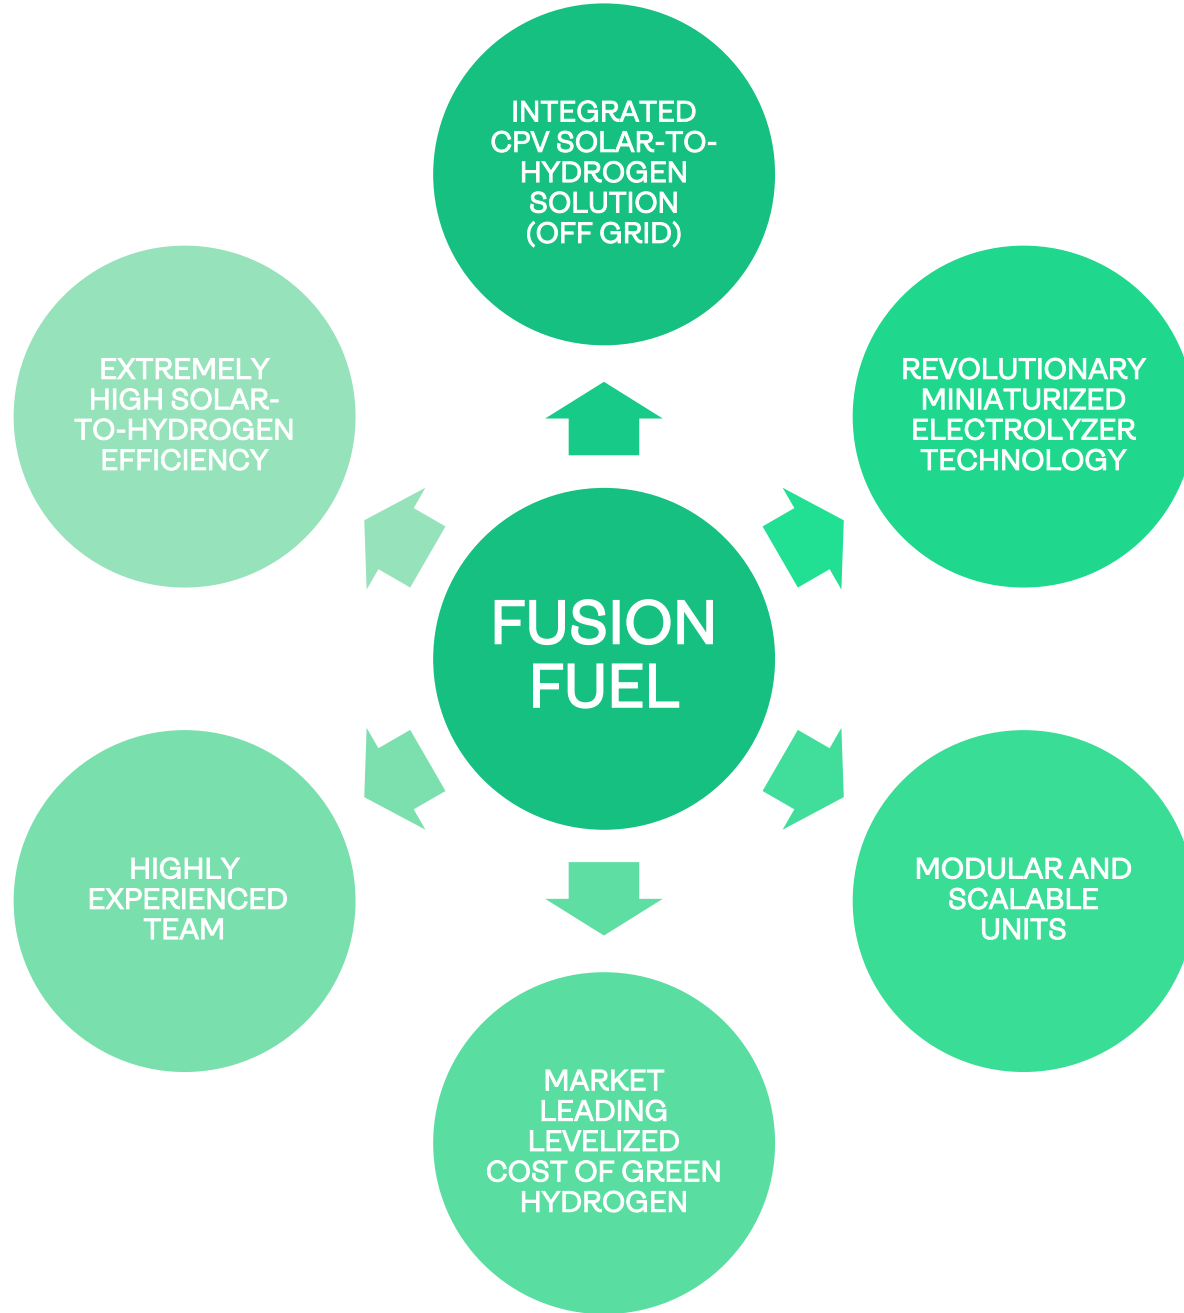 INTEGRATED
CPV SOLAR-TO-
HYDROGEN
SOLUTION
(OFF GRID)
REVOLUTIONARY
MINIATURIZED
ELECTROLYZER
TECHNOLOGY
MODULAR AND
SCALABLE
UNITS
MARKET
LEADING
LEVELIZED
COST OF GREEN
HYDROGEN
HIGHLY
EXPERIENCED
TEAM
EXTREMELY
HIGH SOLAR-
TO-HYDROGEN
EFFICIENCY
FUSION
FUEL